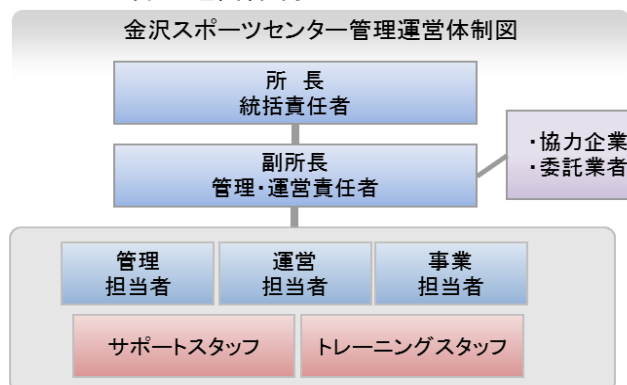 金沢スポーツセンター管理運営体制図
所 長
統括責任者
副所長
管理・運営責任者
・協力企業
・委託業者
管理
担当者
運営
担当者
事業
担当者
サポートスタッフ
トレーニングスタッフ